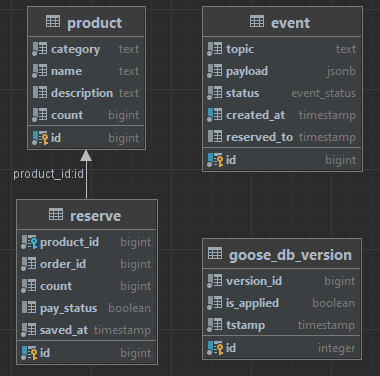 product
category text
name text
description text
count bigint
id bigint
event
topic text
payload jsonb
status event_status
created_at timestamp
reserved_to timestamp
id bigint
product_id:id
reserve
product_id bigint
order_id bigint
count bigint
pay_status boolean
saved_at timestamp
id bigint
goose_db_version
version_id bigint
is_applied boolean
tstamp timestamp
id integer